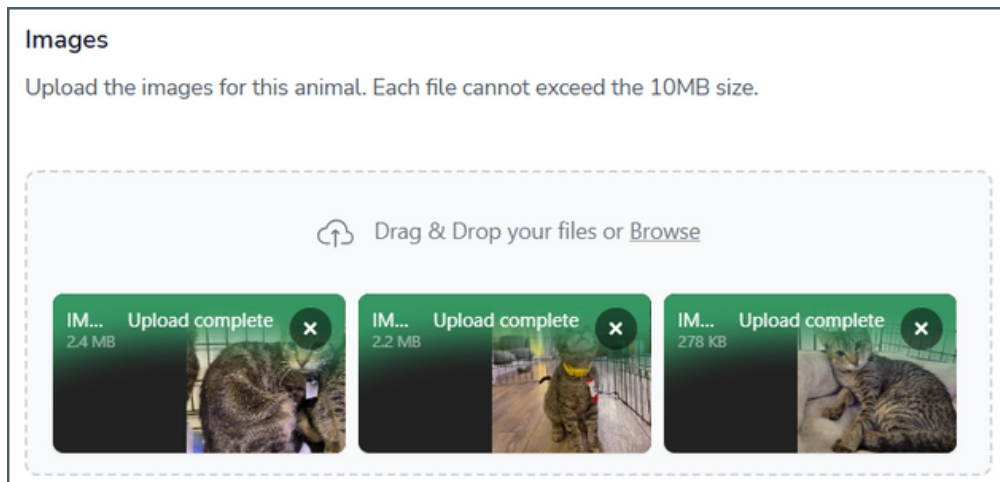 Images
Upload the images for this animal. Each file cannot exceed the 10MB size.
Drag & Drop your files or Browse
IM... Upload complete
2.4 MB
IM... Upload complete
2.2 MB
IM... Upload complete
278 KB